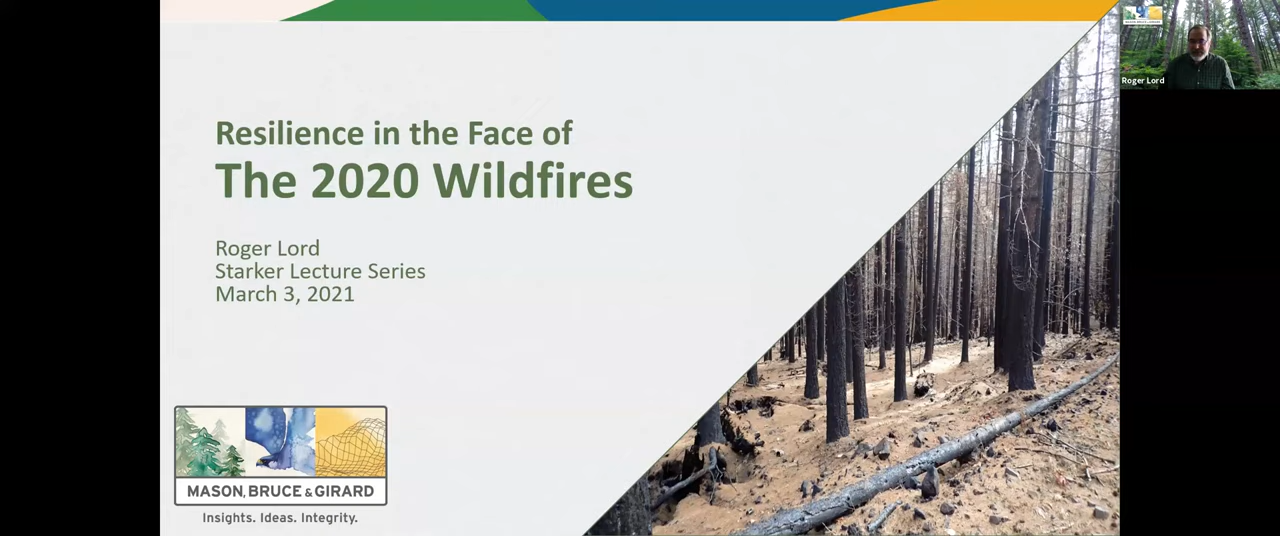 Resilience in the Face of
The 2020 Wildfires
Roger Lord
Starker Lecture Series
March 3, 2021
MASON, BRUCE & GIRARD
Insights. Ideas. Integrity.
Roger Lord